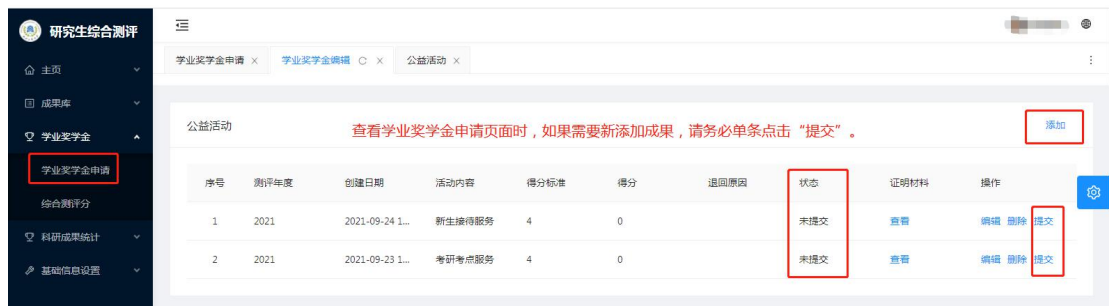 研究生综合测评
主页
成果库
学业奖学金
学业奖学金申请
综合测评分
科研成果统计
基础信息设置
学业奖学金申请 × 学业奖学金编辑 × 公益活动 ×
公益活动
查看学业奖学金申请页面时，如果需要新添加成果，请务必单条点击“提交”。
添加
序号 测评年度 创建日期 活动内容 得分标准 得分 退回原因 状态 证明材料 操作
1 2021 2021-09-24 1... 新生接待服务 4 0 未提交 查看 编辑 删除 提交
2 2021 2021-09-23 1... 考研考点服务 4 0 未提交 查看 编辑 删除 提交